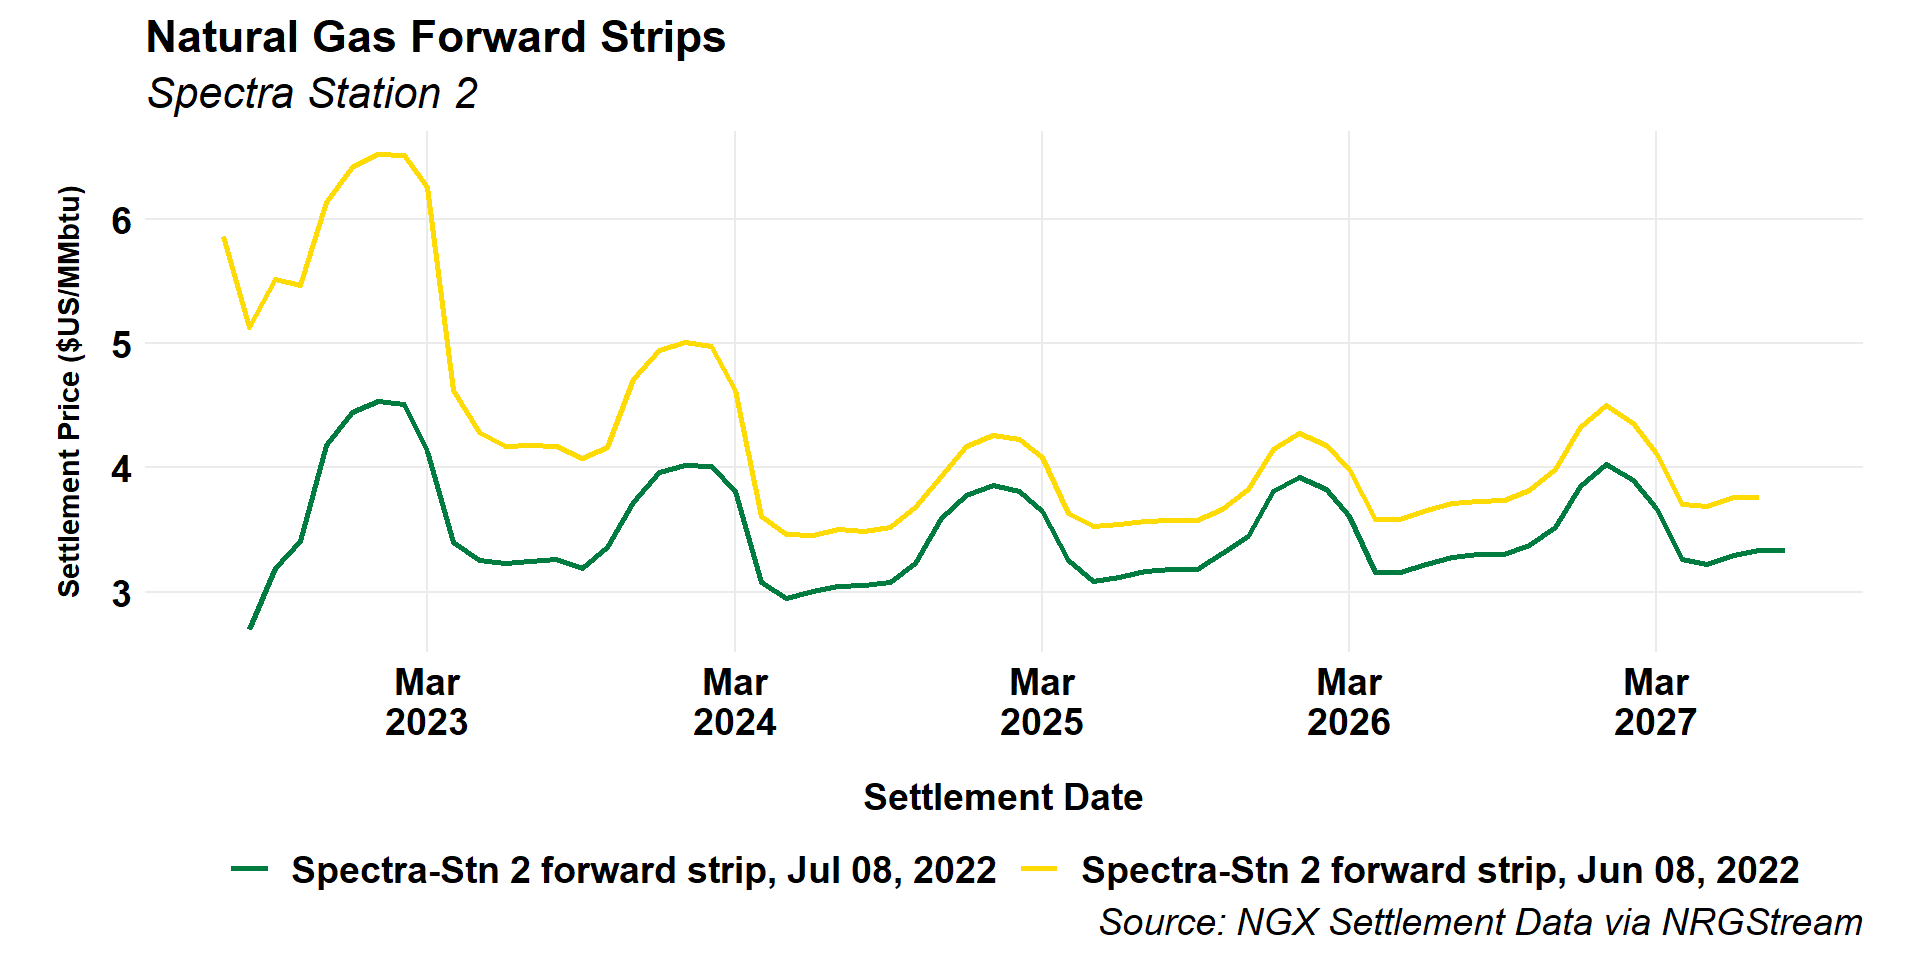 Natural Gas Forward Strips
Spectra Station 2
Settlement Price ($US/MMbtu)
6
5
4
3
Mar
2023
Mar
2024
Mar
2025
Mar
2026
Mar
2027
Settlement Date
Spectra-Stn 2 forward strip, Jul 08, 2022
Spectra-Stn 2 forward strip, Jun 08, 2022
Source: NGX Settlement Data via NRGStream